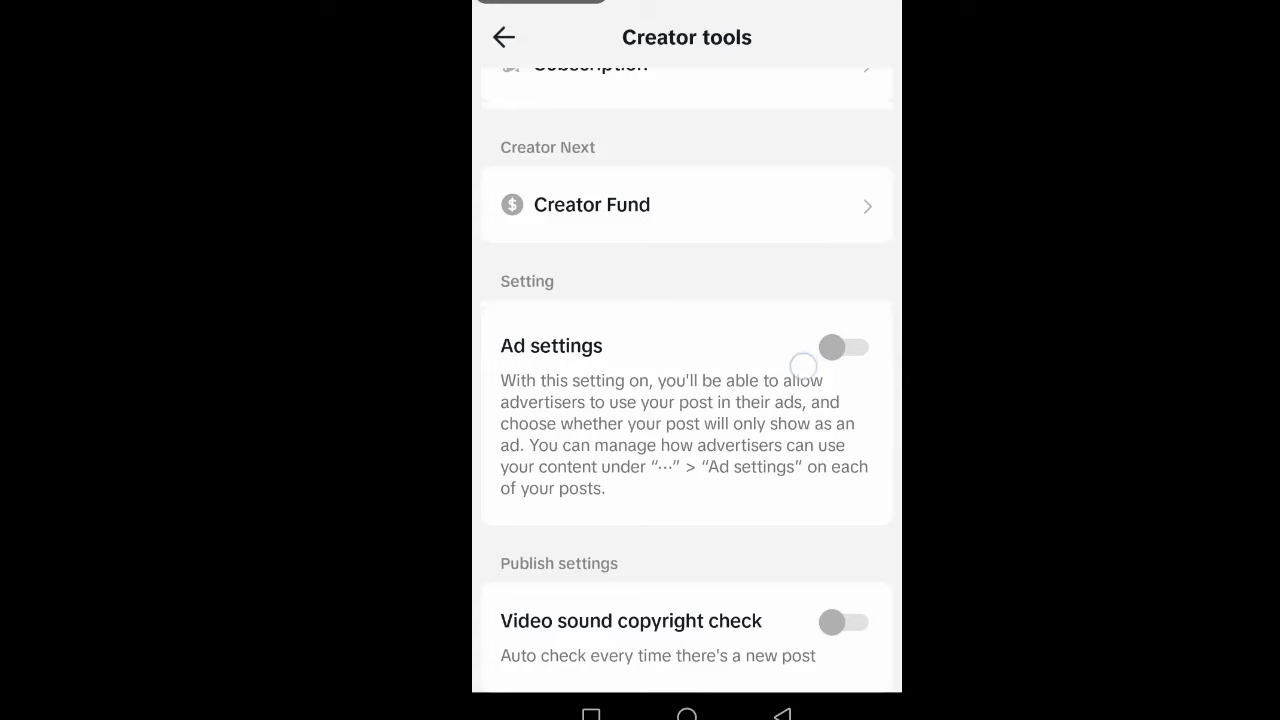 Creator tools
Subscription
Creator Next
Creator Fund
Setting
Ad settings
With this setting on, you'll be able to allow
advertisers to use your post in their ads, and
choose whether your post will only show as an
ad. You can manage how advertisers can use
your content under “···” > “Ad settings” on each
of your posts.
Publish settings
Video sound copyright check
Auto check every time there's a new post